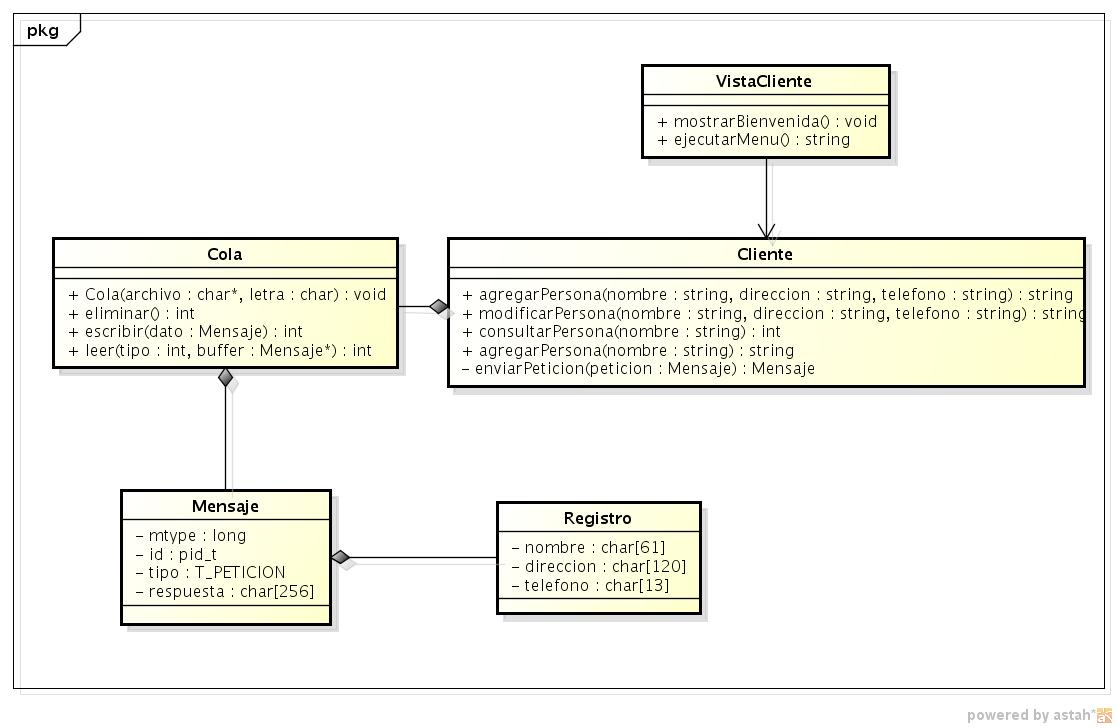 pkg
VistaCliente
+ mostrarBienvenida() : void
+ ejecutarMenu() : string
Cola
+ Cola(archivo : char*, letra : char) : void
+ eliminar() : int
+ escribir(dato : Mensaje) : int
+ leer(tipo : int, buffer : Mensaje*) : int
Cliente
+ agregarPersona(nombre : string, direccion : string, telefono : string) : string
+ modificarPersona(nombre : string, direccion : string, telefono : string) : string
+ consultarPersona(nombre : string) : int
+ agregarPersona(nombre : string) : string
- enviarPeticion(peticion : Mensaje) : Mensaje
Mensaje
- mtype : long
- id : pid_t
- tipo : T_PETICION
- respuesta : char[256]
Registro
- nombre : char[61]
- direccion : char[120]
- telefono : char[13]
powered by astah*